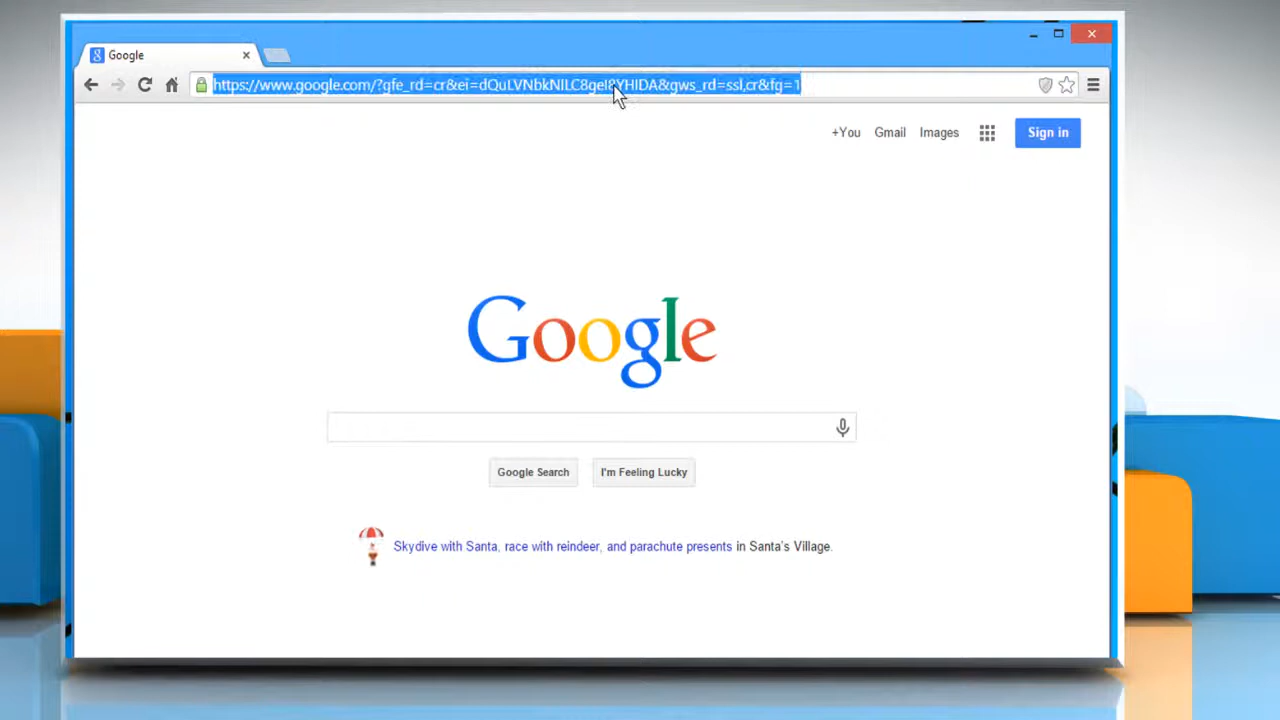 Google
https://www.google.com/?gfe_rd=cr&ei=dQuLVNbkNILC8geI8YHIDA&gws_rd=ssl,cr&fg=1
+You Gmail Images Sign in
Google
Google Search I'm Feeling Lucky
Skydive with Santa, race with reindeer, and parachute presents in Santa's Village.